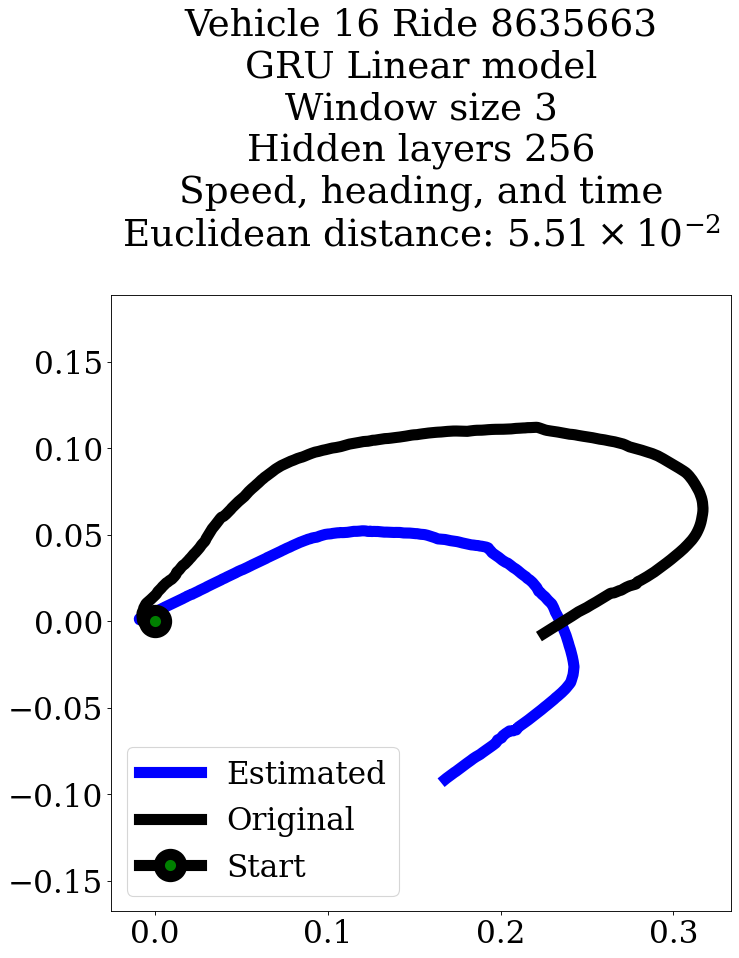 Vehicle 16 Ride 8635663
GRU Linear model
Window size 3
Hidden layers 256
Speed, heading, and time
Euclidean distance: 5.51 × 10⁻²
0.15
0.10
0.05
0.00
−0.05
−0.10
−0.15
Estimated
Original
Start
0.0 0.1 0.2 0.3